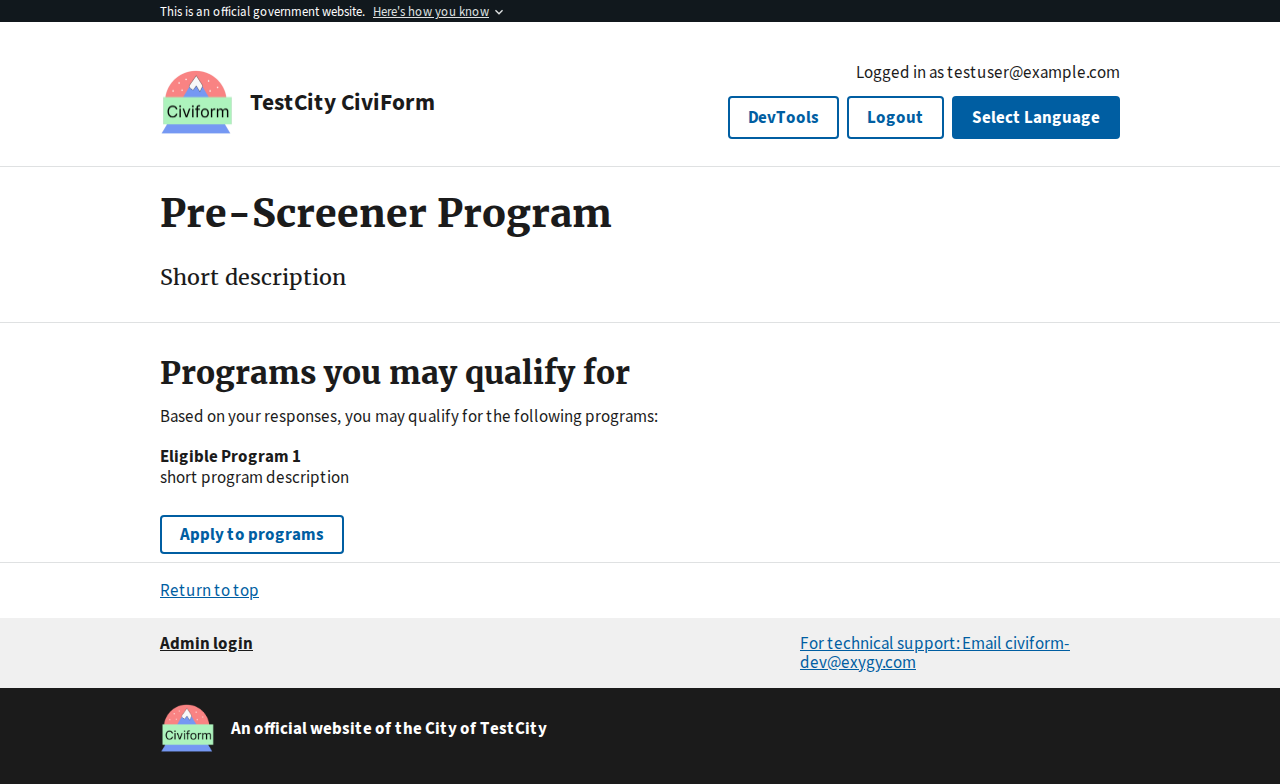 This is an official government website. Here's how you know
Civiform
TestCity CiviForm
Logged in as testuser@example.com
DevTools
Logout
Select Language
Pre-Screener Program
Short description
Programs you may qualify for
Based on your responses, you may qualify for the following programs:
Eligible Program 1
short program description
Apply to programs
Return to top
Admin login
For technical support: Email civiform-
dev@exygy.com
Civiform
An official website of the City of TestCity